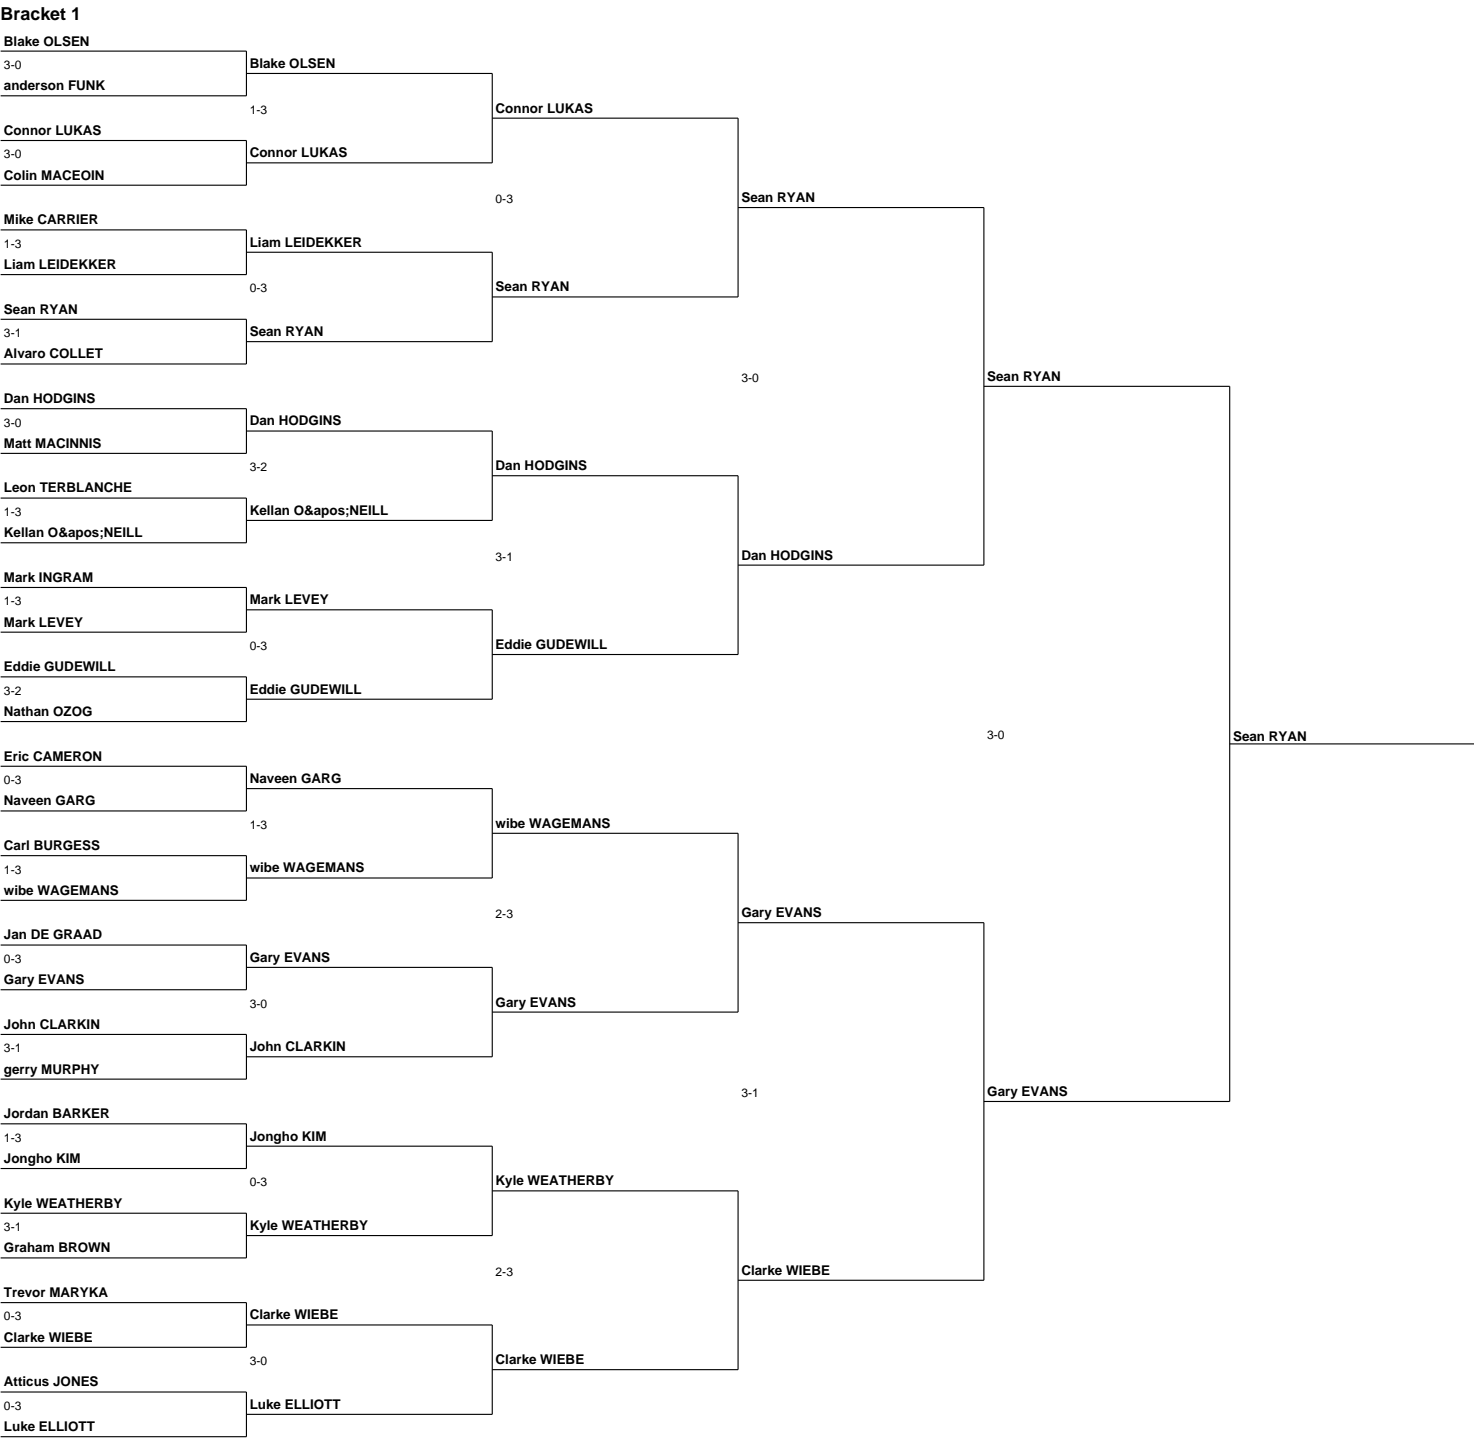 Bracket 1
Blake OLSEN
3-0
anderson FUNK
Connor LUKAS
3-0
Colin MACEOIN
Mike CARRIER
1-3
Liam LEIDEKKER
Sean RYAN
3-1
Alvaro COLLET
Dan HODGINS
3-0
Matt MACINNIS
Leon TERBLANCHE
1-3
Kellan O&apos;NEILL
Mark INGRAM
1-3
Mark LEVEY
Eddie GUDEWILL
3-2
Nathan OZOG
Eric CAMERON
0-3
Naveen GARG
Carl BURGESS
1-3
wibe WAGEMANS
Jan DE GRAAD
0-3
Gary EVANS
John CLARKIN
3-1
gerry MURPHY
Jordan BARKER
1-3
Jongho KIM
Kyle WEATHERBY
3-1
Graham BROWN
Trevor MARYKA
0-3
Clarke WIEBE
Atticus JONES
0-3
Luke ELLIOTT
Blake OLSEN
1-3
Connor LUKAS
Liam LEIDEKKER
0-3
Sean RYAN
Dan HODGINS
3-2
Kellan O&apos;NEILL
Mark LEVEY
0-3
Eddie GUDEWILL
Naveen GARG
1-3
wibe WAGEMANS
Gary EVANS
3-0
John CLARKIN
Jongho KIM
0-3
Kyle WEATHERBY
Clarke WIEBE
3-0
Luke ELLIOTT
Connor LUKAS
0-3
Sean RYAN
Dan HODGINS
3-1
Eddie GUDEWILL
wibe WAGEMANS
2-3
Gary EVANS
Kyle WEATHERBY
2-3
Clarke WIEBE
Sean RYAN
3-0
Dan HODGINS
Gary EVANS
3-1
Clarke WIEBE
Sean RYAN
3-0
Gary EVANS
Sean RYAN